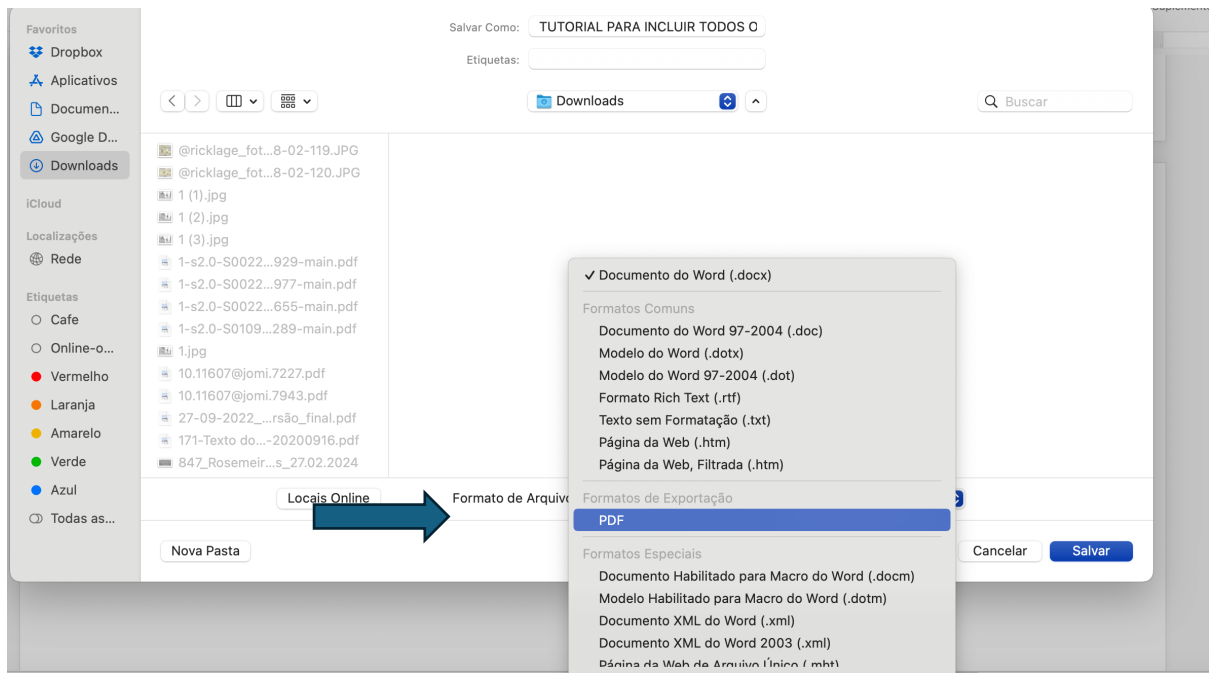 Favoritos
Dropbox
Aplicativos
Documen...
Google D...
Downloads
iCloud
Localizações
Rede
Etiquetas
Cafe
Online-o...
Vermelho
Laranja
Amarelo
Verde
Azul
Todas as...
Salvar Como: TUTORIAL PARA INCLUIR TODOS O
Etiquetas:
Downloads
Buscar
@ricklage_fot...8-02-119.JPG
@ricklage_fot...8-02-120.JPG
1 (1).jpg
1 (2).jpg
1 (3).jpg
1-s2.0-S0022...929-main.pdf
1-s2.0-S0022...977-main.pdf
1-s2.0-S0022...655-main.pdf
1-s2.0-S0109...289-main.pdf
1.jpg
10.11607@jomi.7227.pdf
10.11607@jomi.7943.pdf
27-09-2022_...rsão_final.pdf
171-Texto do...-20200916.pdf
847_Rosemeir...s_27.02.2024
Locais Online
Formato de Arquivo
Documento do Word (.docx)
Formatos Comuns
Documento do Word 97-2004 (.doc)
Modelo do Word (.dotx)
Modelo do Word 97-2004 (.dot)
Formato Rich Text (.rtf)
Texto sem Formatação (.txt)
Página da Web (.htm)
Página da Web, Filtrada (.htm)
Formatos de Exportação
PDF
Formatos Especiais
Documento Habilitado para Macro do Word (.docm)
Modelo Habilitado para Macro do Word (.dotm)
Documento XML do Word (.xml)
Documento XML do Word 2003 (.xml)
Página da Web de Arquivo Único (.mht)
Nova Pasta
Cancelar
Salvar